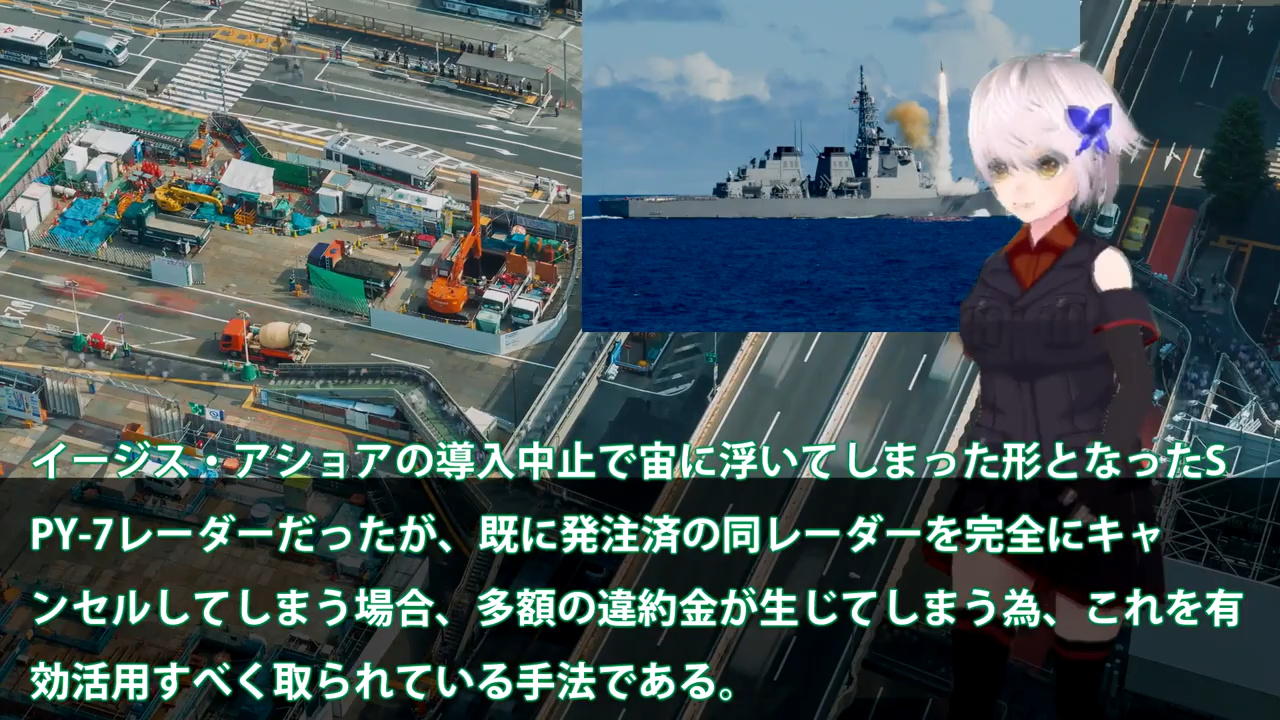 イージス・アショアの導入中止で宙に浮いてしまった形となったS
PY-7レーダーだったが、既に発注済の同レーダーを完全にキャ
ンセルしてしまう場合、多額の違約金が生じてしまう為、これを有
効活用すべく取られている手法である。